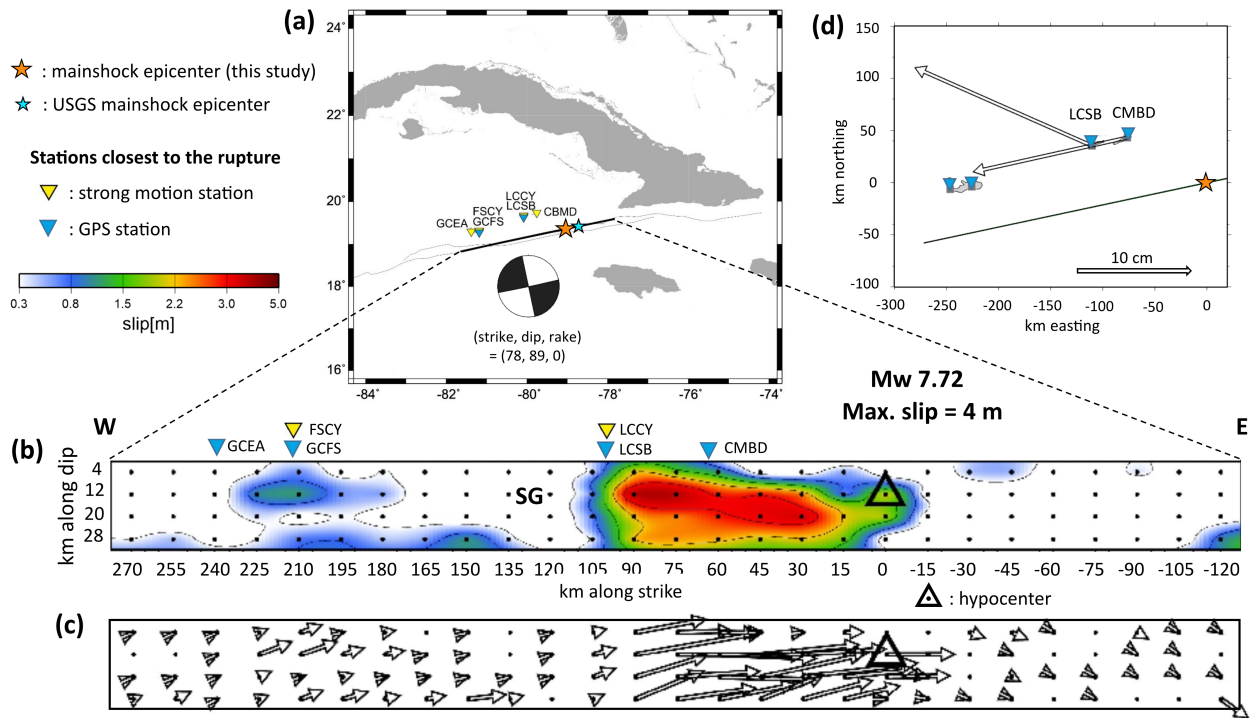 (a)
(d)
: mainshock epicenter (this study)
: USGS mainshock epicenter
Stations closest to the rupture
: strong motion station
: GPS station
0.3 0.8 1.5 2.2 3.0 5.0
slip[m]
24˚
22˚
20˚
18˚
16˚
-84˚ -82˚ -80˚ -78˚ -76˚ -74˚
LCCY
LCSB
CBMD
FSCY
GCEA
GCFS
(strike, dip, rake)
= (78, 89, 0)
150
100
50
0
-50
-100
km northing
LCSB
CMBD
10 cm
-300 -250 -200 -150 -100 -50 0
km easting
Mw 7.72
Max. slip = 4 m
W
E
(b)
GCEA
FSCY
GCFS
LCCY
LCSB
CMBD
km along dip
4
12
20
28
SG
270 255 240 225 210 195 180 165 150 135 120 105 90 75 60 45 30 15 0 -15 -30 -45 -60 -75 -90 -105 -120
km along strike
: hypocenter
(c)